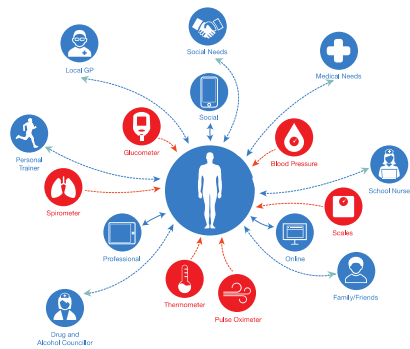 Social Needs
Local GP
Medical Needs
Social
Glucometer
Blood Pressure
Personal
Trainer
School Nurse
Spirometer
Scales
Professional
Online
Thermometer
Family/Friends
Pulse Oximeter
Drug and
Alcohol Councillor